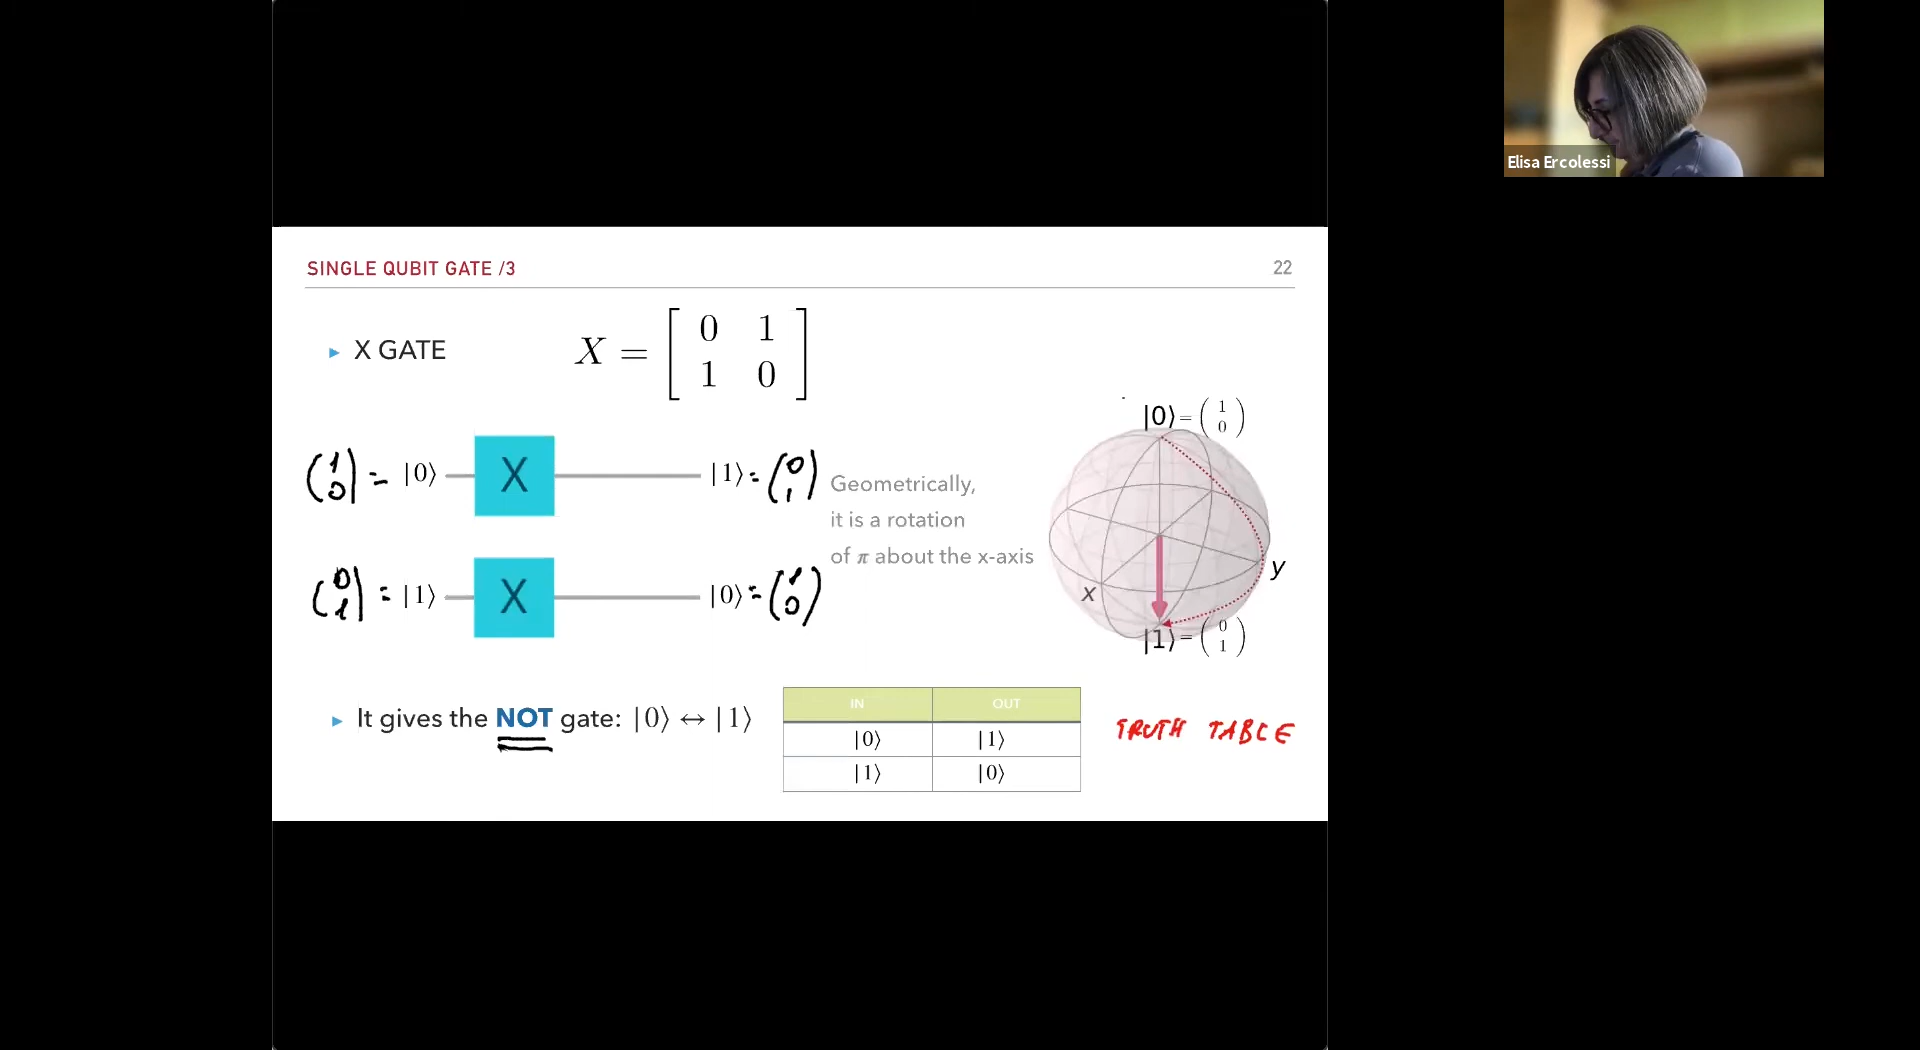 Elisa Ercolessi
SINGLE QUBIT GATE /3
22
▸ X GATE
X = [ 0 1
1 0 ]
|0⟩ = ( 1
0 )
( 1
0 ) = |0⟩ X |1⟩ = ( 0
1 )
Geometrically,
it is a rotation
of π about the x-axis
y
x
( 0
1 ) = |1⟩ X |0⟩ = ( 1
0 )
|1⟩ = ( 0
1 )
▸ It gives the NOT gate: |0⟩ ↔ |1⟩
IN OUT
|0⟩ |1⟩
|1⟩ |0⟩
TRUTH TABLE